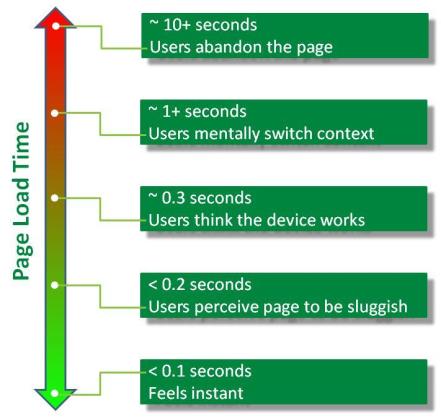 ~ 10+ seconds
Users abandon the page
~ 1+ seconds
Users mentally switch context
~ 0.3 seconds
Users think the device works
< 0.2 seconds
Users perceive page to be sluggish
< 0.1 seconds
Feels instant
Page Load Time